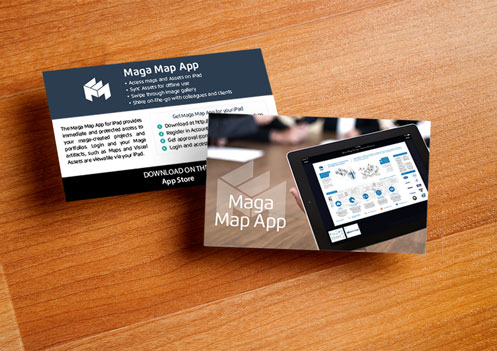 Maga Map App
• Access maps and Assets on iPad
• Sync Assets for offline use
• Swipe through image gallery
• Share on-the-go with colleagues and clients
The Maga Map App for iPad provides
immediate and protected access to
your mega-created projects and
portfolios. Login and your Maga
artifacts, such as Maps and Visual
Assets are viewable via your iPad.
Get Maga Map App for your iPad
Download at
Register in Account
Get approval
Login and access
DOWNLOAD ON THE
App Store
Maga
Map App